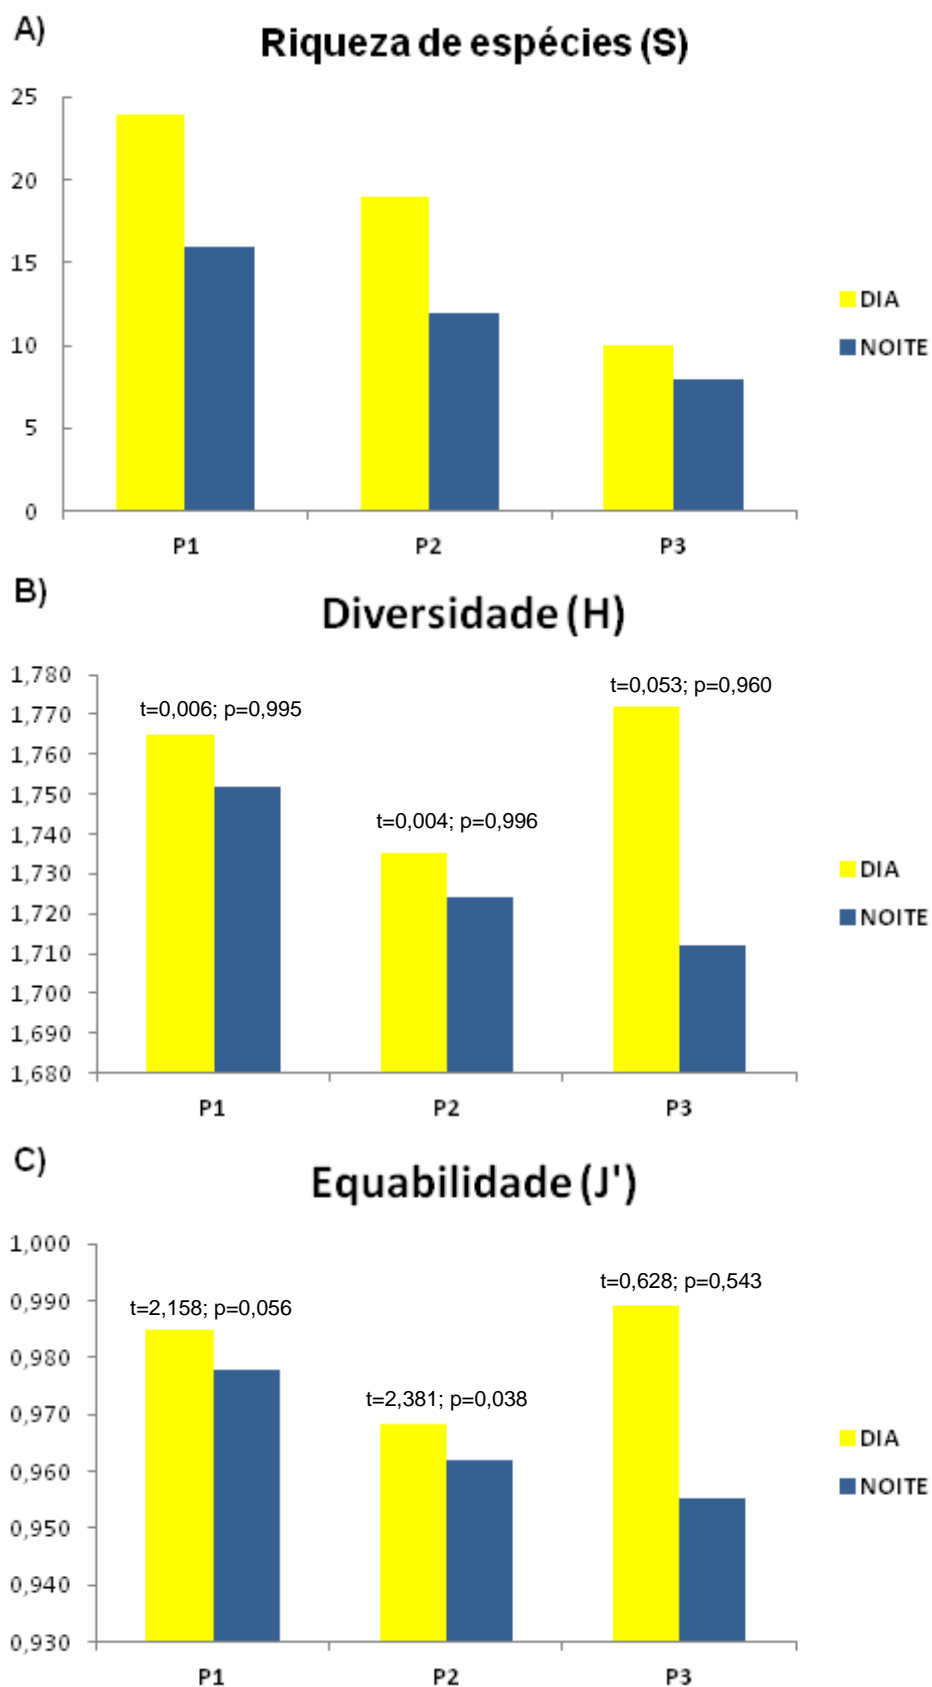 A)
Riqueza de espécies (S)
25
20
15
10
5
0
P1
P2
P3
DIA
NOITE
B)
Diversidade (H)
1,780
1,770
1,760
1,750
1,740
1,730
1,720
1,710
1,700
1,690
1,680
t=0,006; p=0,995
t=0,004; p=0,996
t=0,053; p=0,960
P1
P2
P3
DIA
NOITE
C)
Equabilidade (J')
1,000
0,990
0,980
0,970
0,960
0,950
0,940
0,930
t=2,158; p=0,056
t=2,381; p=0,038
t=0,628; p=0,543
P1
P2
P3
DIA
NOITE